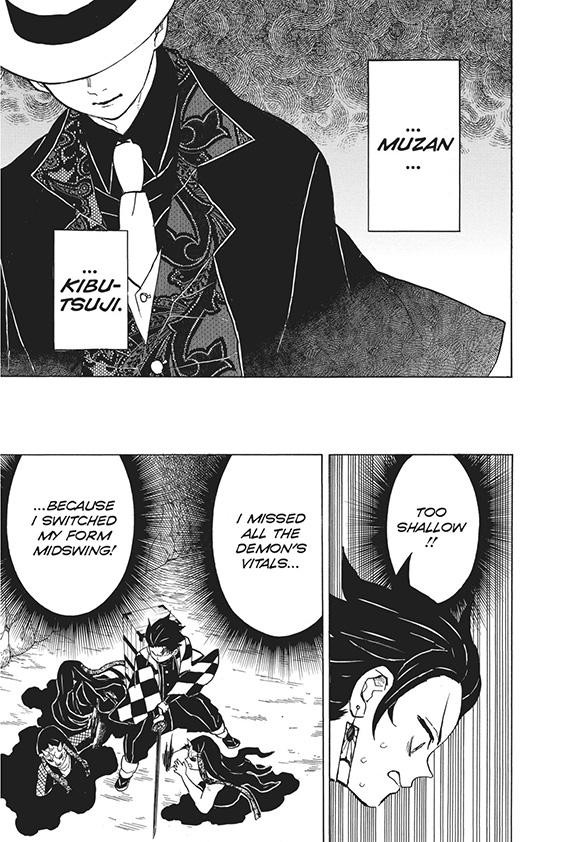 ...
MUZAN
...
...
KIBU-
TSUJI.
TOO
SHALLOW
!!
I MISSED
ALL THE
DEMON'S
VITALS...
...BECAUSE
I SWITCHED
MY FORM
MIDSWING!